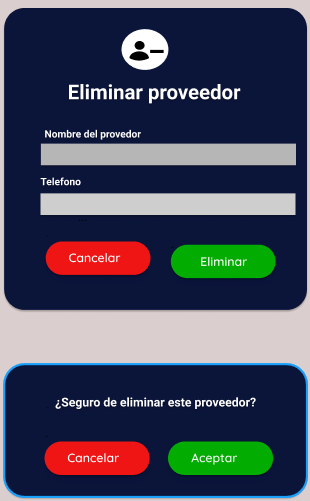 Eliminar proveedor
Nombre del provedor
Telefono
Cancelar
Eliminar
¿Seguro de eliminar este proveedor?
Cancelar
Aceptar